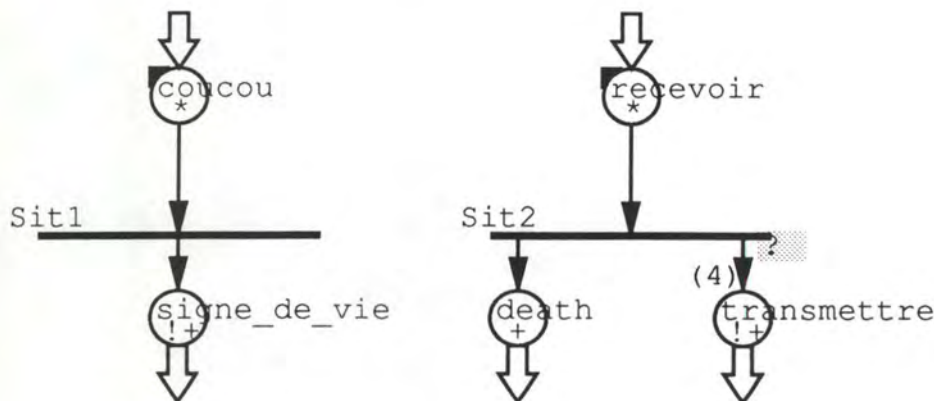 coucou
*
recevoir
*
Sit1
Sit2
?
(4)
signe_de_vie
!+
death
+
transmettre
!+